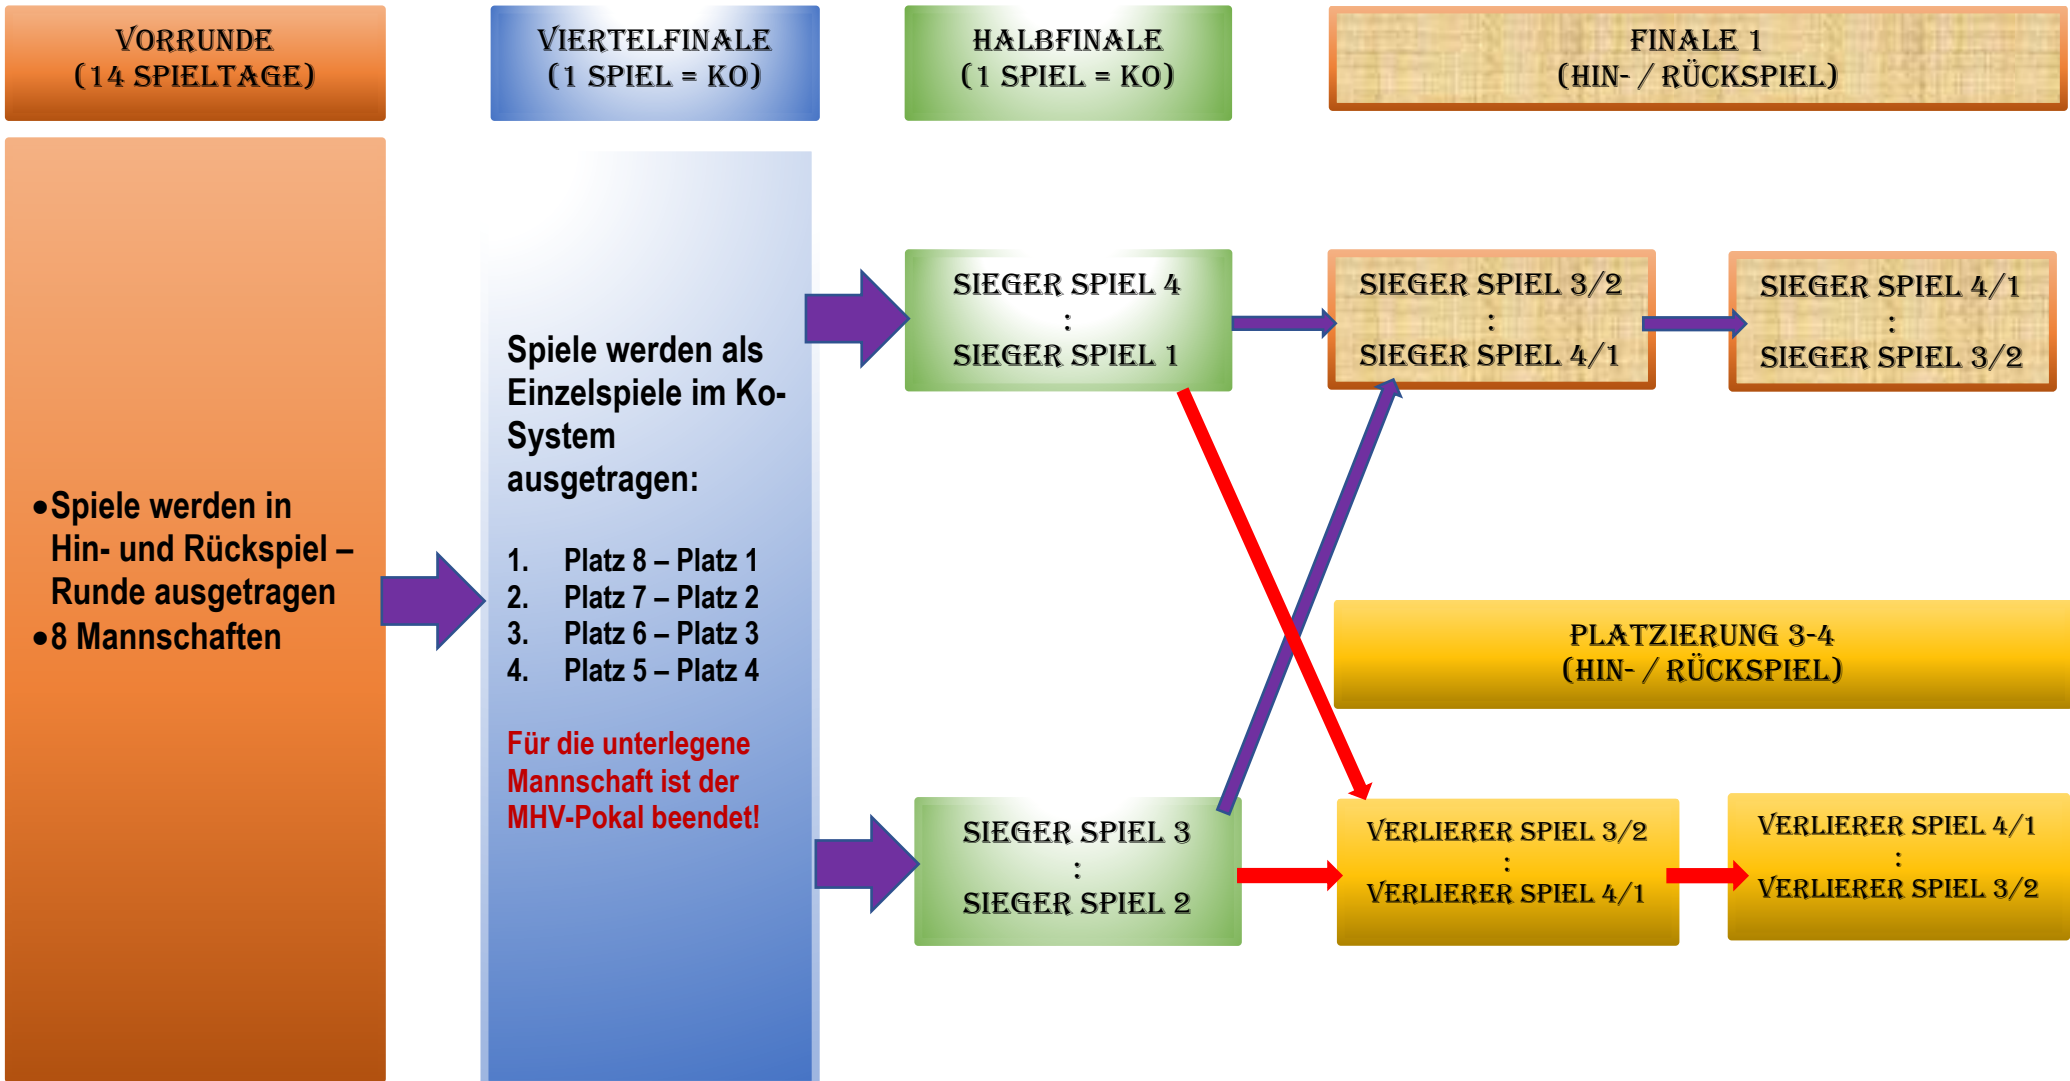 VORRUNDE
(14 SPIELTAGE)
• Spiele werden in
Hin- und Rückspiel –
Runde ausgetragen
• 8 Mannschaften
VIERTELFINALE
(1 SPIEL = KO)
Spiele werden als
Einzelspiele im Ko-
System
ausgetragen:
1. Platz 8 – Platz 1
2. Platz 7 – Platz 2
3. Platz 6 – Platz 3
4. Platz 5 – Platz 4
Für die unterlegene
Mannschaft ist der
MHV-Pokal beendet!
HALBFINALE
(1 SPIEL = KO)
SIEGER SPIEL 4
:
SIEGER SPIEL 1
SIEGER SPIEL 3
:
SIEGER SPIEL 2
FINALE 1
(HIN- / RÜCKSPIEL)
SIEGER SPIEL 3/2
:
SIEGER SPIEL 4/1
SIEGER SPIEL 4/1
:
SIEGER SPIEL 3/2
PLATZIERUNG 3-4
(HIN- / RÜCKSPIEL)
VERLIERER SPIEL 3/2
:
VERLIERER SPIEL 4/1
VERLIERER SPIEL 4/1
:
VERLIERER SPIEL 3/2